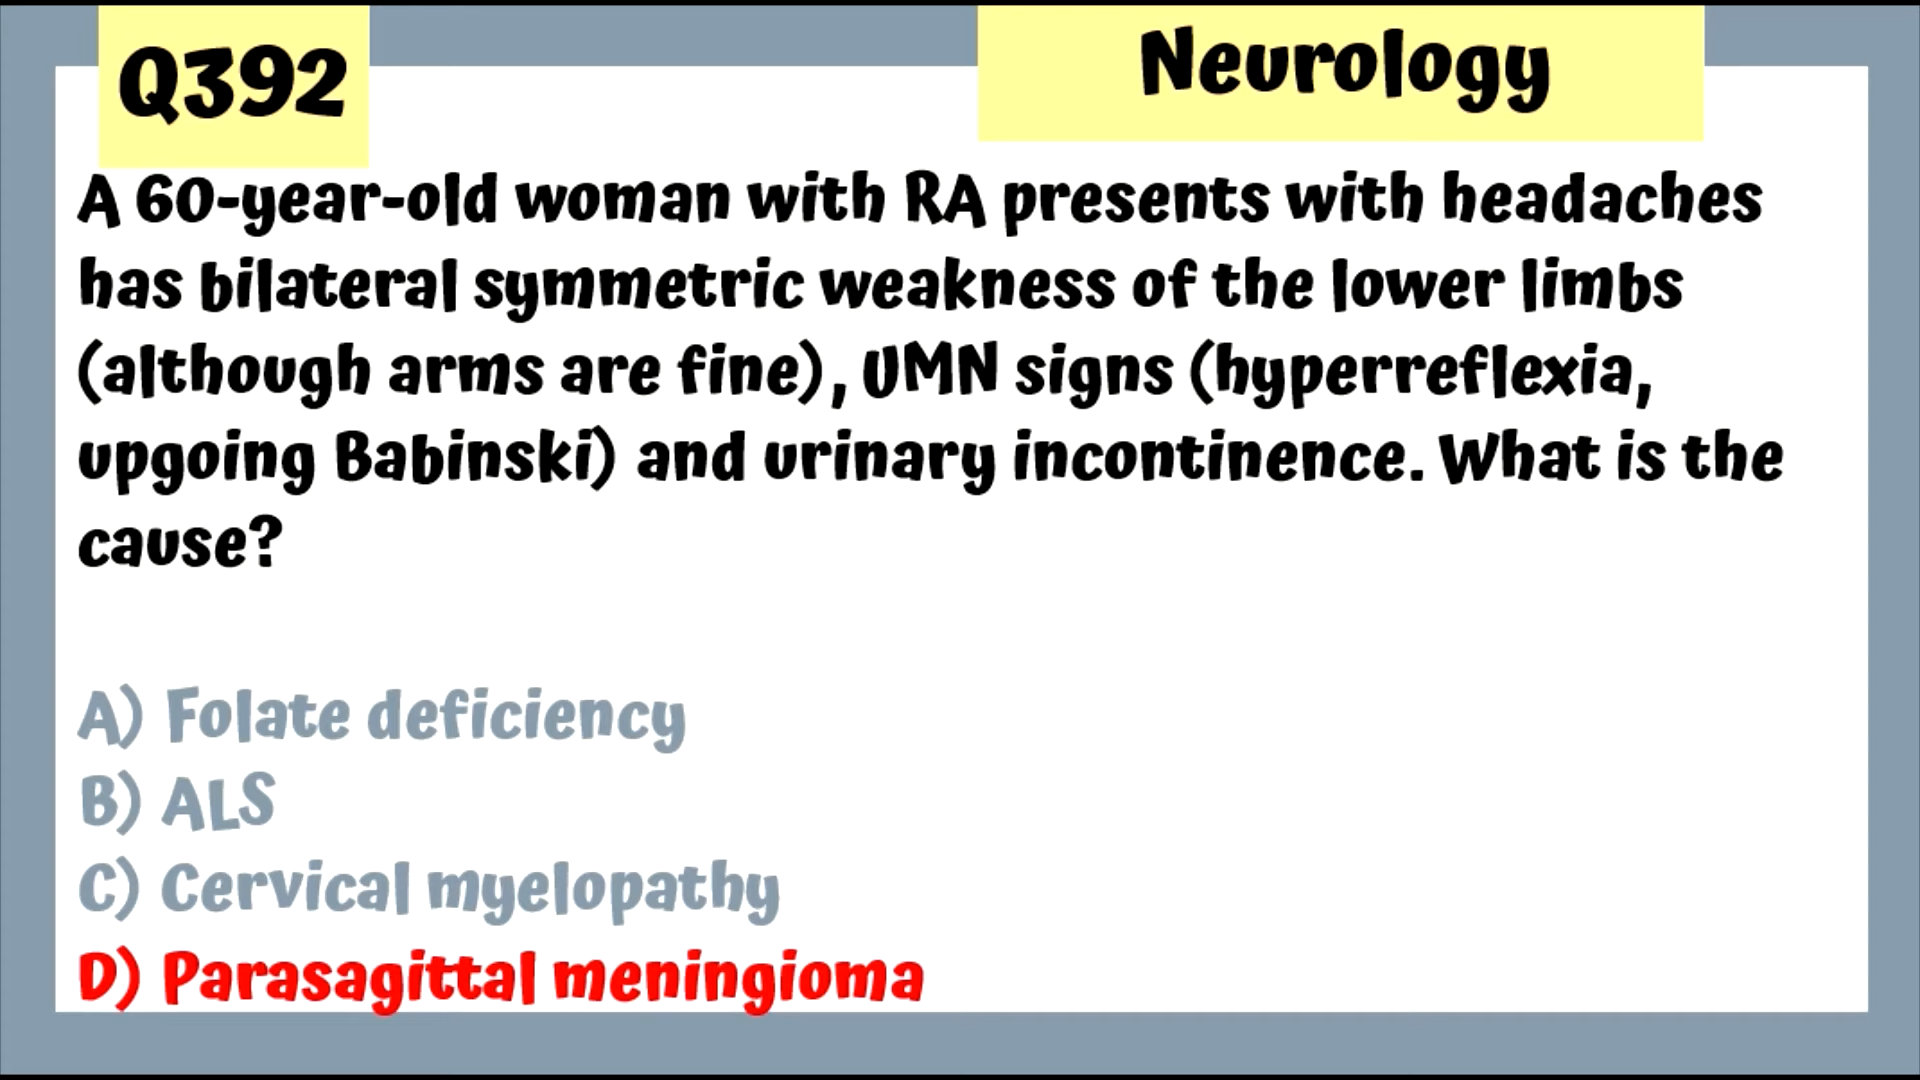 Q392
Neurology
A 60-year-old woman with RA presents with headaches
has bilateral symmetric weakness of the lower limbs
(although arms are fine), UMN signs (hyperreflexia,
upgoing Babinski) and urinary incontinence. What is the
cause?
A) Folate deficiency
B) ALS
C) Cervical myelopathy
D) Parasagittal meningioma